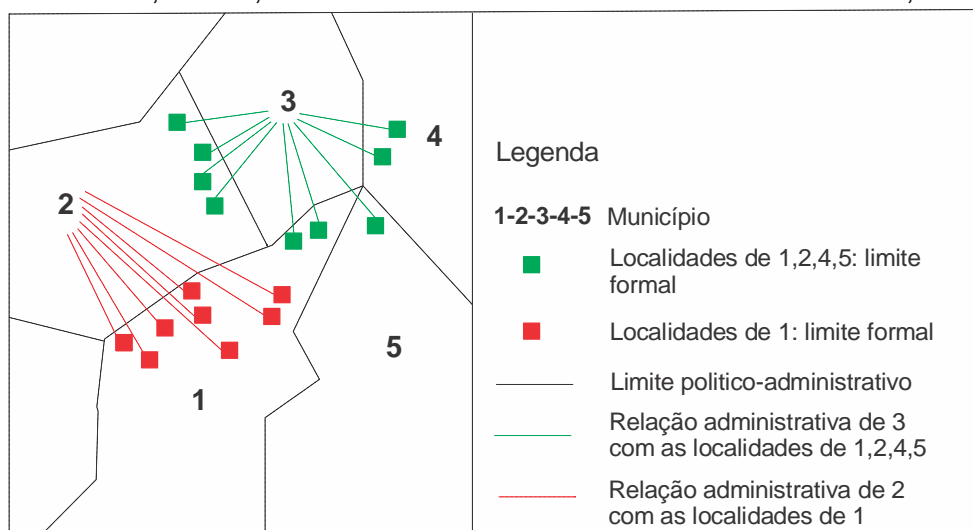 3
4
2
5
1
Legenda
1-2-3-4-5 Município
Localidades de 1,2,4,5: limite
formal
Localidades de 1: limite formal
Limite politico-administrativo
Relação administrativa de 3
com as localidades de 1,2,4,5
Relação administrativa de 2
com as localidades de 1